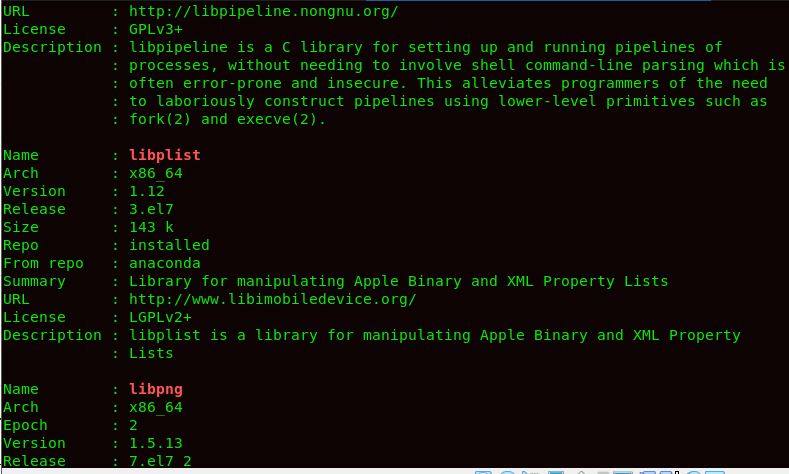 URL         : http://libpipeline.nongnu.org/
License     : GPLv3+
Description : libpipeline is a C library for setting up and running pipelines of
            : processes, without needing to involve shell command-line parsing which is
            : often error-prone and insecure. This alleviates programmers of the need
            : to laboriously construct pipelines using lower-level primitives such as
            : fork(2) and execve(2).

Name        : libplist
Arch        : x86_64
Version     : 1.12
Release     : 3.el7
Size        : 143 k
Repo        : installed
From repo   : anaconda
Summary     : Library for manipulating Apple Binary and XML Property Lists
URL         : http://www.libimobiledevice.org/
License     : LGPLv2+
Description : libplist is a library for manipulating Apple Binary and XML Property
            : Lists

Name        : libpng
Arch        : x86_64
Epoch       : 2
Version     : 1.5.13
Release     : 7.el7_2